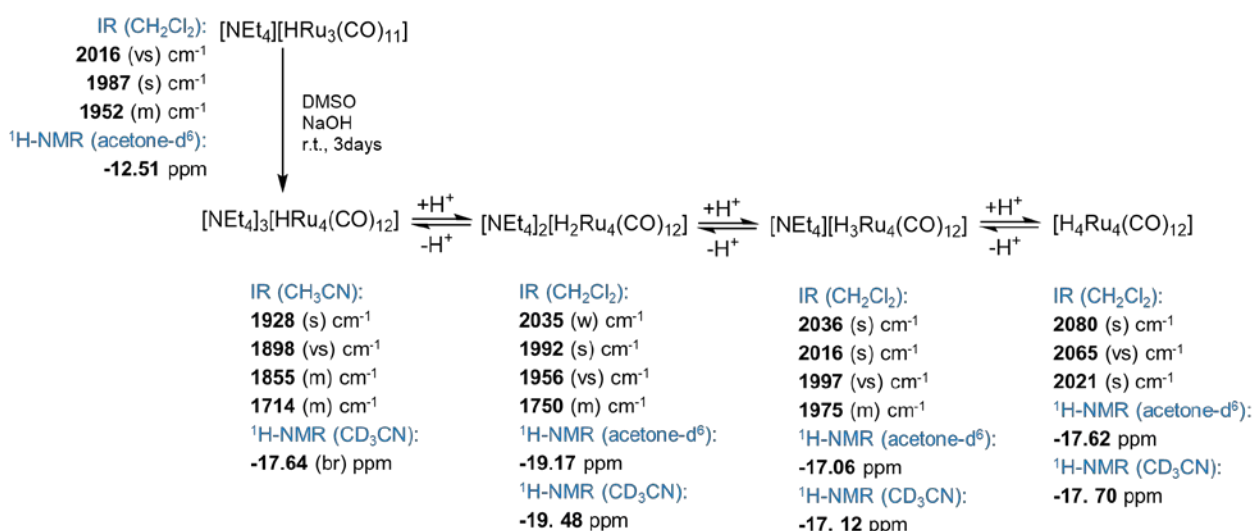 IR (CH₂Cl₂):
2016 (vs) cm⁻¹
1987 (s) cm⁻¹
1952 (m) cm⁻¹
¹H-NMR (acetone-d⁶):
-12.51 ppm
[NEt₄][HRu₃(CO)₁₁]
DMSO
NaOH
r.t., 3days
[NEt₄]₃[HRu₄(CO)₁₂]
+H⁺
-H⁺
[NEt₄]₂[H₂Ru₄(CO)₁₂]
+H⁺
-H⁺
[NEt₄][H₃Ru₄(CO)₁₂]
+H⁺
-H⁺
[H₄Ru₄(CO)₁₂]
IR (CH₃CN):
1928 (s) cm⁻¹
1898 (vs) cm⁻¹
1855 (m) cm⁻¹
1714 (m) cm⁻¹
¹H-NMR (CD₃CN):
-17.64 (br) ppm
IR (CH₂Cl₂):
2035 (w) cm⁻¹
1992 (s) cm⁻¹
1956 (vs) cm⁻¹
1750 (m) cm⁻¹
¹H-NMR (acetone-d⁶):
-19.17 ppm
¹H-NMR (CD₃CN):
-19. 48 ppm
IR (CH₂Cl₂):
2036 (s) cm⁻¹
2016 (s) cm⁻¹
1997 (vs) cm⁻¹
1975 (m) cm⁻¹
¹H-NMR (acetone-d⁶):
-17.06 ppm
¹H-NMR (CD₃CN):
-17. 12 ppm
IR (CH₂Cl₂):
2080 (s) cm⁻¹
2065 (vs) cm⁻¹
2021 (s) cm⁻¹
¹H-NMR (acetone-d⁶):
-17.62 ppm
¹H-NMR (CD₃CN):
-17. 70 ppm